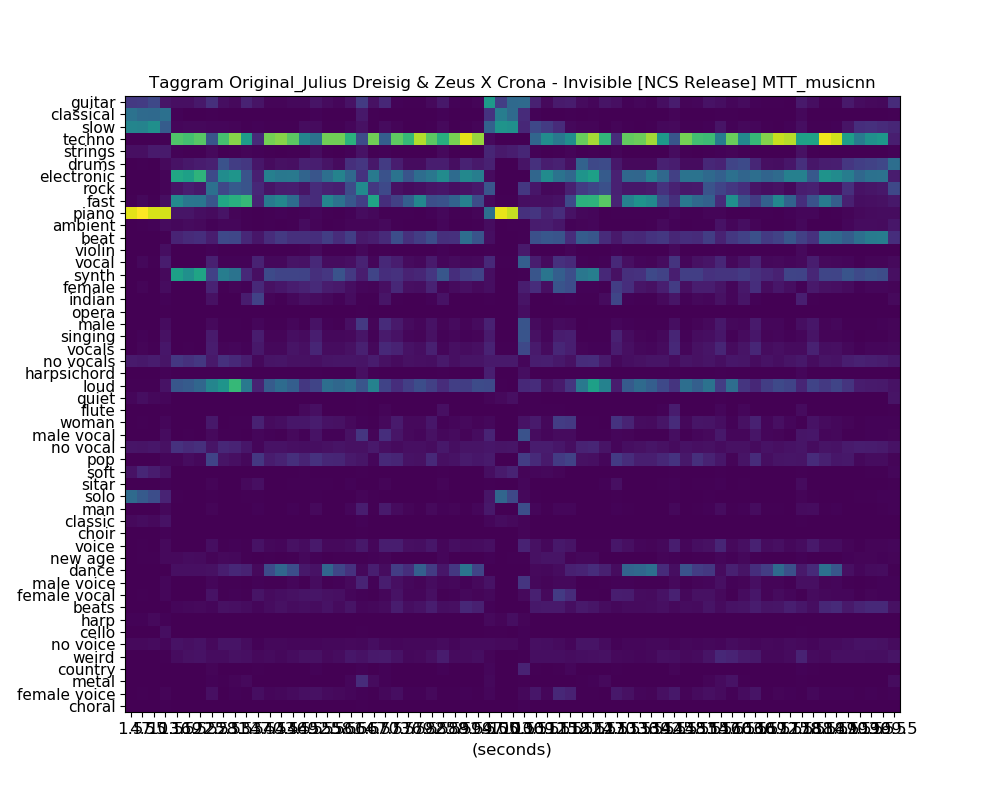 Taggram Original_Julius Dreisig & Zeus X Crona - Invisible [NCS Release] MTT_musicnn
guitar
classical
slow
techno
strings
drums
electronic
rock
fast
piano
ambient
beat
violin
vocal
synth
female
indian
opera
male
singing
vocals
no vocals
harpsichord
loud
quiet
flute
woman
male vocal
no vocal
pop
soft
sitar
solo
man
classic
choir
voice
new age
dance
male voice
female vocal
beats
harp
cello
no voice
weird
country
metal
female voice
choral
(seconds)